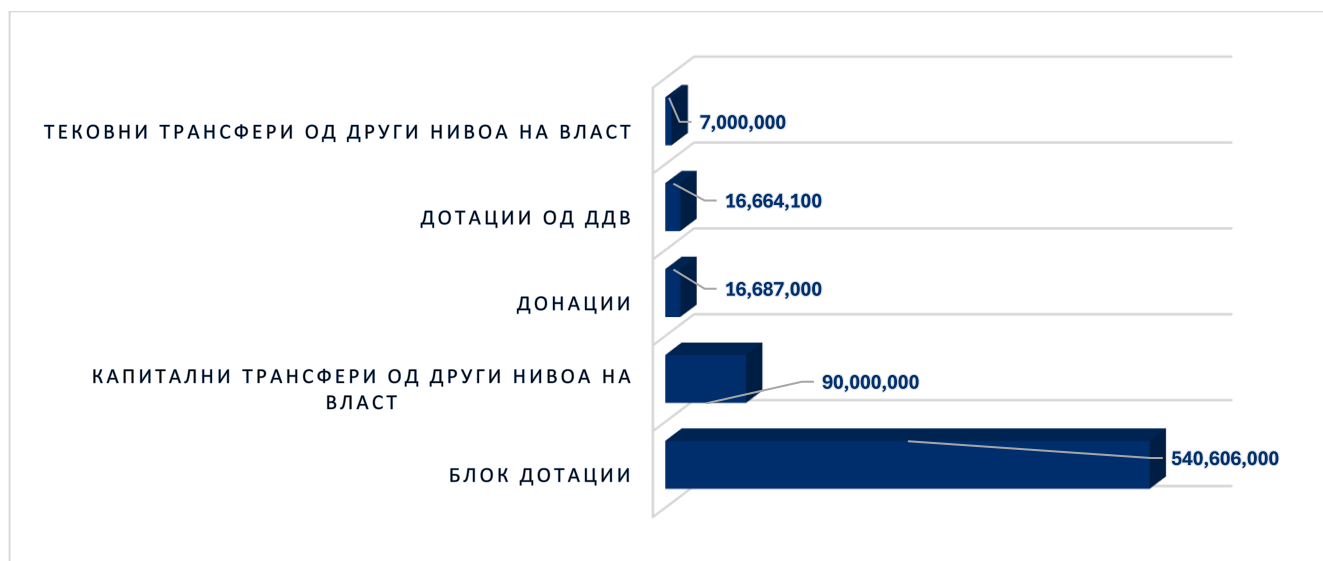 ТЕКОВНИ ТРАНСФЕРИ ОД ДРУГИ НИВОА НА ВЛАСТ
7,000,000
ДОТАЦИИ ОД ДДВ
16,664,100
ДОНАЦИИ
16,687,000
КАПИТАЛНИ ТРАНСФЕРИ ОД ДРУГИ НИВОА НА
ВЛАСТ
90,000,000
БЛОК ДОТАЦИИ
540,606,000